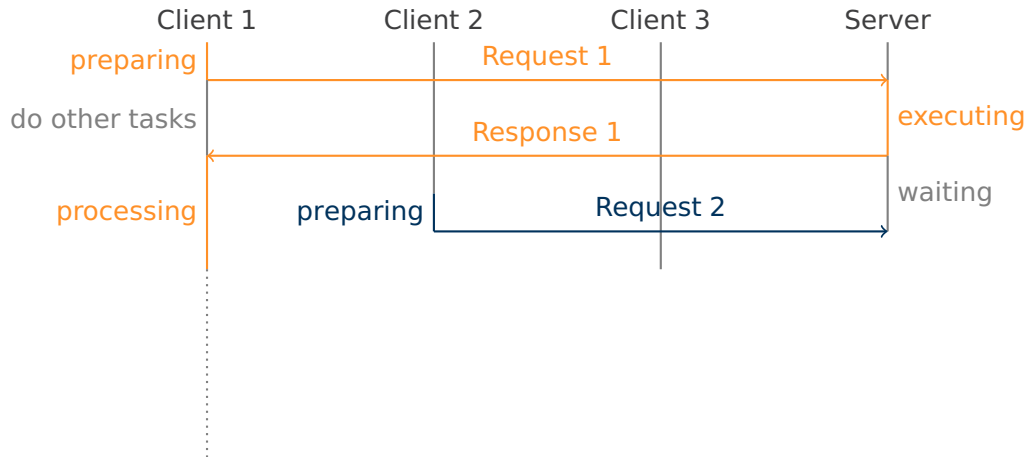 Client 1
Client 2
Client 3
Server
preparing
Request 1
do other tasks
executing
Response 1
processing
preparing
Request 2
waiting